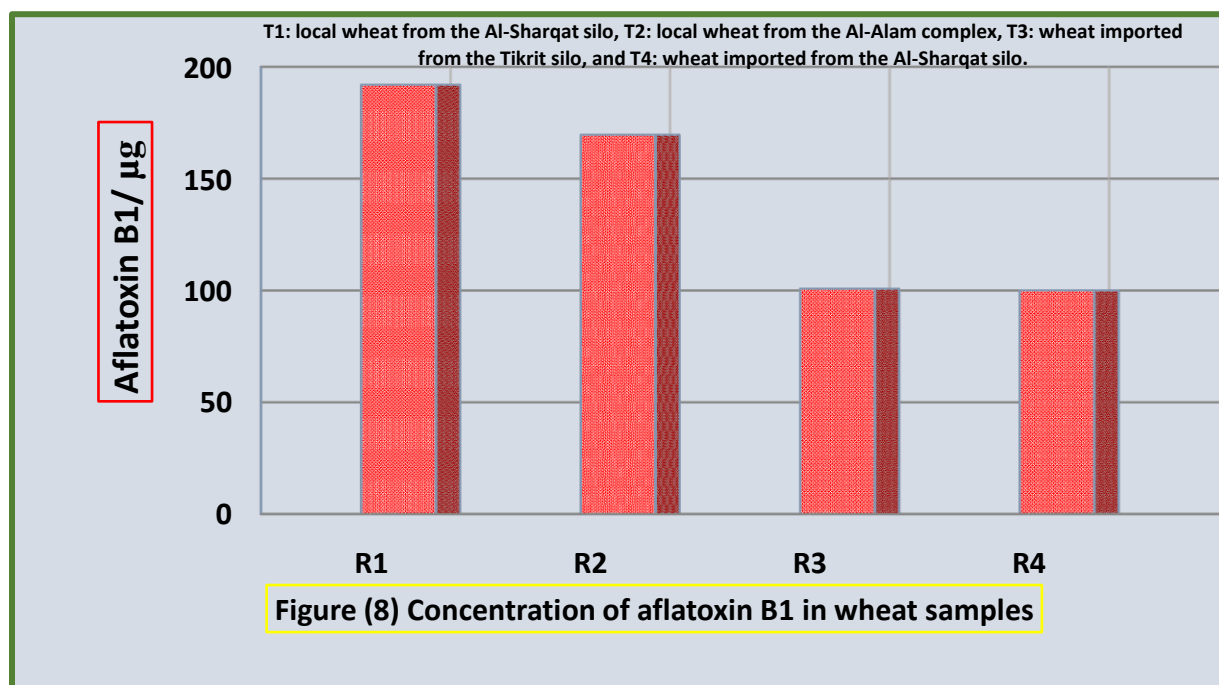 T1: local wheat from the Al-Sharqat silo, T2: local wheat from the Al-Alam complex, T3: wheat imported
from the Tikrit silo, and T4: wheat imported from the Al-Sharqat silo.
Aflatoxin B1/ µg
200
150
100
50
0
R1 R2 R3 R4
Figure (8) Concentration of aflatoxin B1 in wheat samples